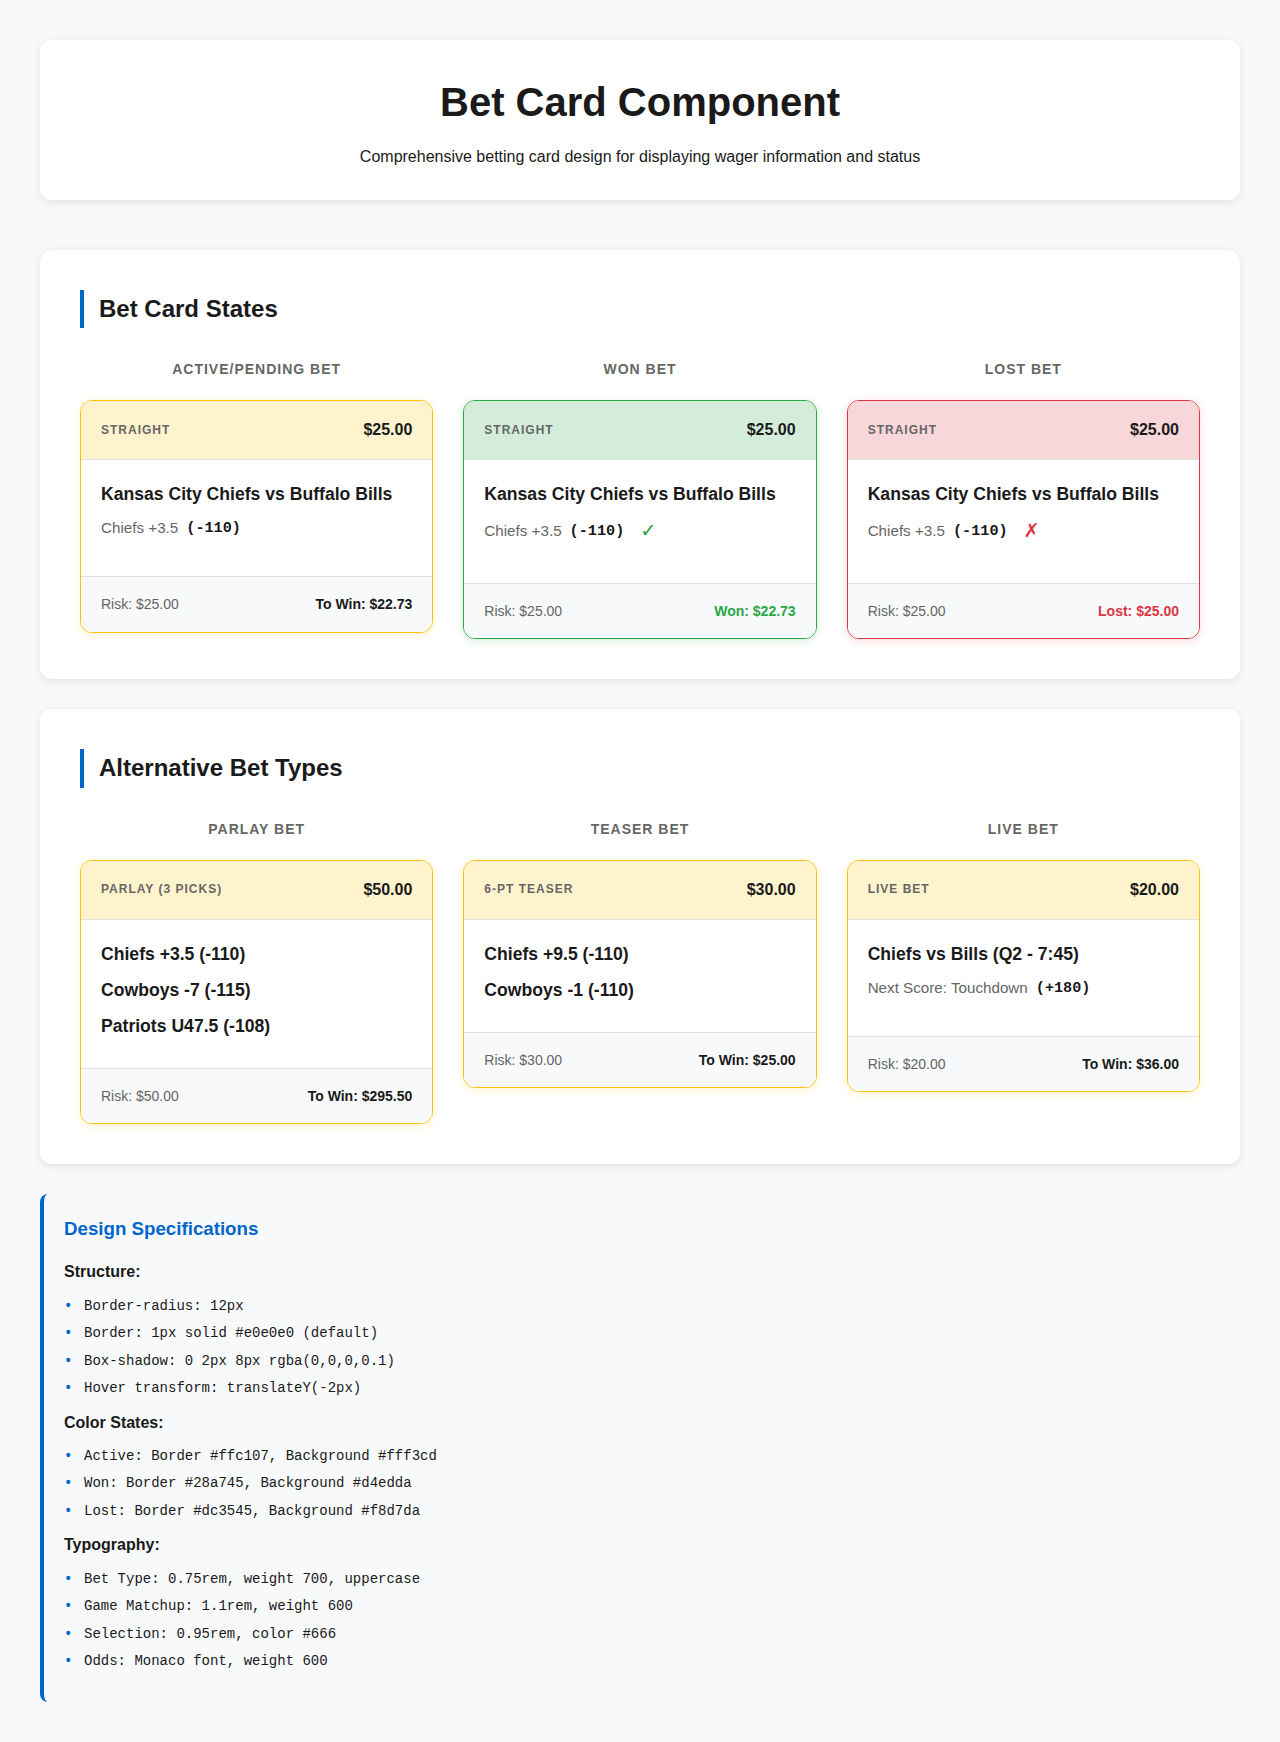 Bet Card Component
Comprehensive betting card design for displaying wager information and status
Bet Card States
ACTIVE/PENDING BET
STRAIGHT $25.00
Kansas City Chiefs vs Buffalo Bills
Chiefs +3.5 (-110)
Risk: $25.00 To Win: $22.73
WON BET
STRAIGHT $25.00
Kansas City Chiefs vs Buffalo Bills
Chiefs +3.5 (-110) ✓
Risk: $25.00 Won: $22.73
LOST BET
STRAIGHT $25.00
Kansas City Chiefs vs Buffalo Bills
Chiefs +3.5 (-110) ✗
Risk: $25.00 Lost: $25.00
Alternative Bet Types
PARLAY BET
PARLAY (3 PICKS) $50.00
Chiefs +3.5 (-110)
Cowboys -7 (-115)
Patriots U47.5 (-108)
Risk: $50.00 To Win: $295.50
TEASER BET
6-PT TEASER $30.00
Chiefs +9.5 (-110)
Cowboys -1 (-110)
Risk: $30.00 To Win: $25.00
LIVE BET
LIVE BET $20.00
Chiefs vs Bills (Q2 - 7:45)
Next Score: Touchdown (+180)
Risk: $20.00 To Win: $36.00
Design Specifications
Structure:
• Border-radius: 12px
• Border: 1px solid #e0e0e0 (default)
• Box-shadow: 0 2px 8px rgba(0,0,0,0.1)
• Hover transform: translateY(-2px)
Color States:
• Active: Border #ffc107, Background #fff3cd
• Won: Border #28a745, Background #d4edda
• Lost: Border #dc3545, Background #f8d7da
Typography:
• Bet Type: 0.75rem, weight 700, uppercase
• Game Matchup: 1.1rem, weight 600
• Selection: 0.95rem, color #666
• Odds: Monaco font, weight 600